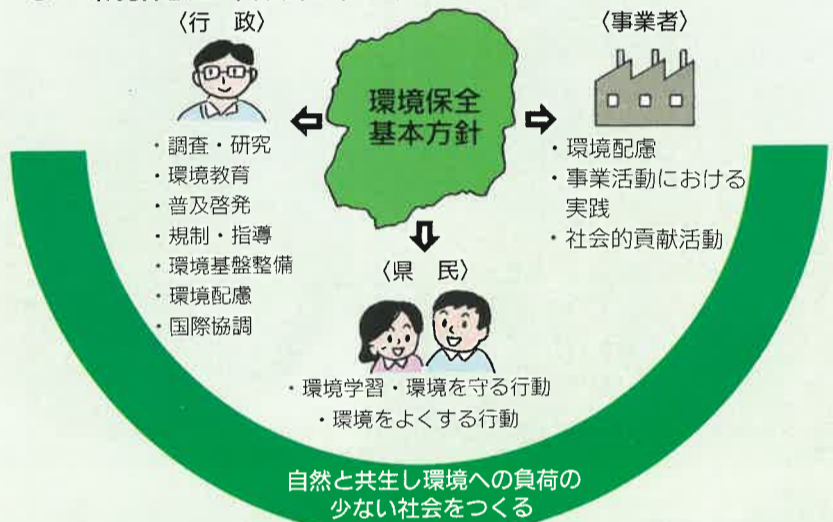 〈行　政〉
・調査・研究
・環境教育
・普及啓発
・規制・指導
・環境基盤整備
・環境配慮
・国際協調
環境保全
基本方針
〈事業者〉
・環境配慮
・事業活動における
実践
・社会的貢献活動
〈県　民〉
・環境学習・環境を守る行動
・環境をよくする行動
自然と共生し環境への負荷の
少ない社会をつくる